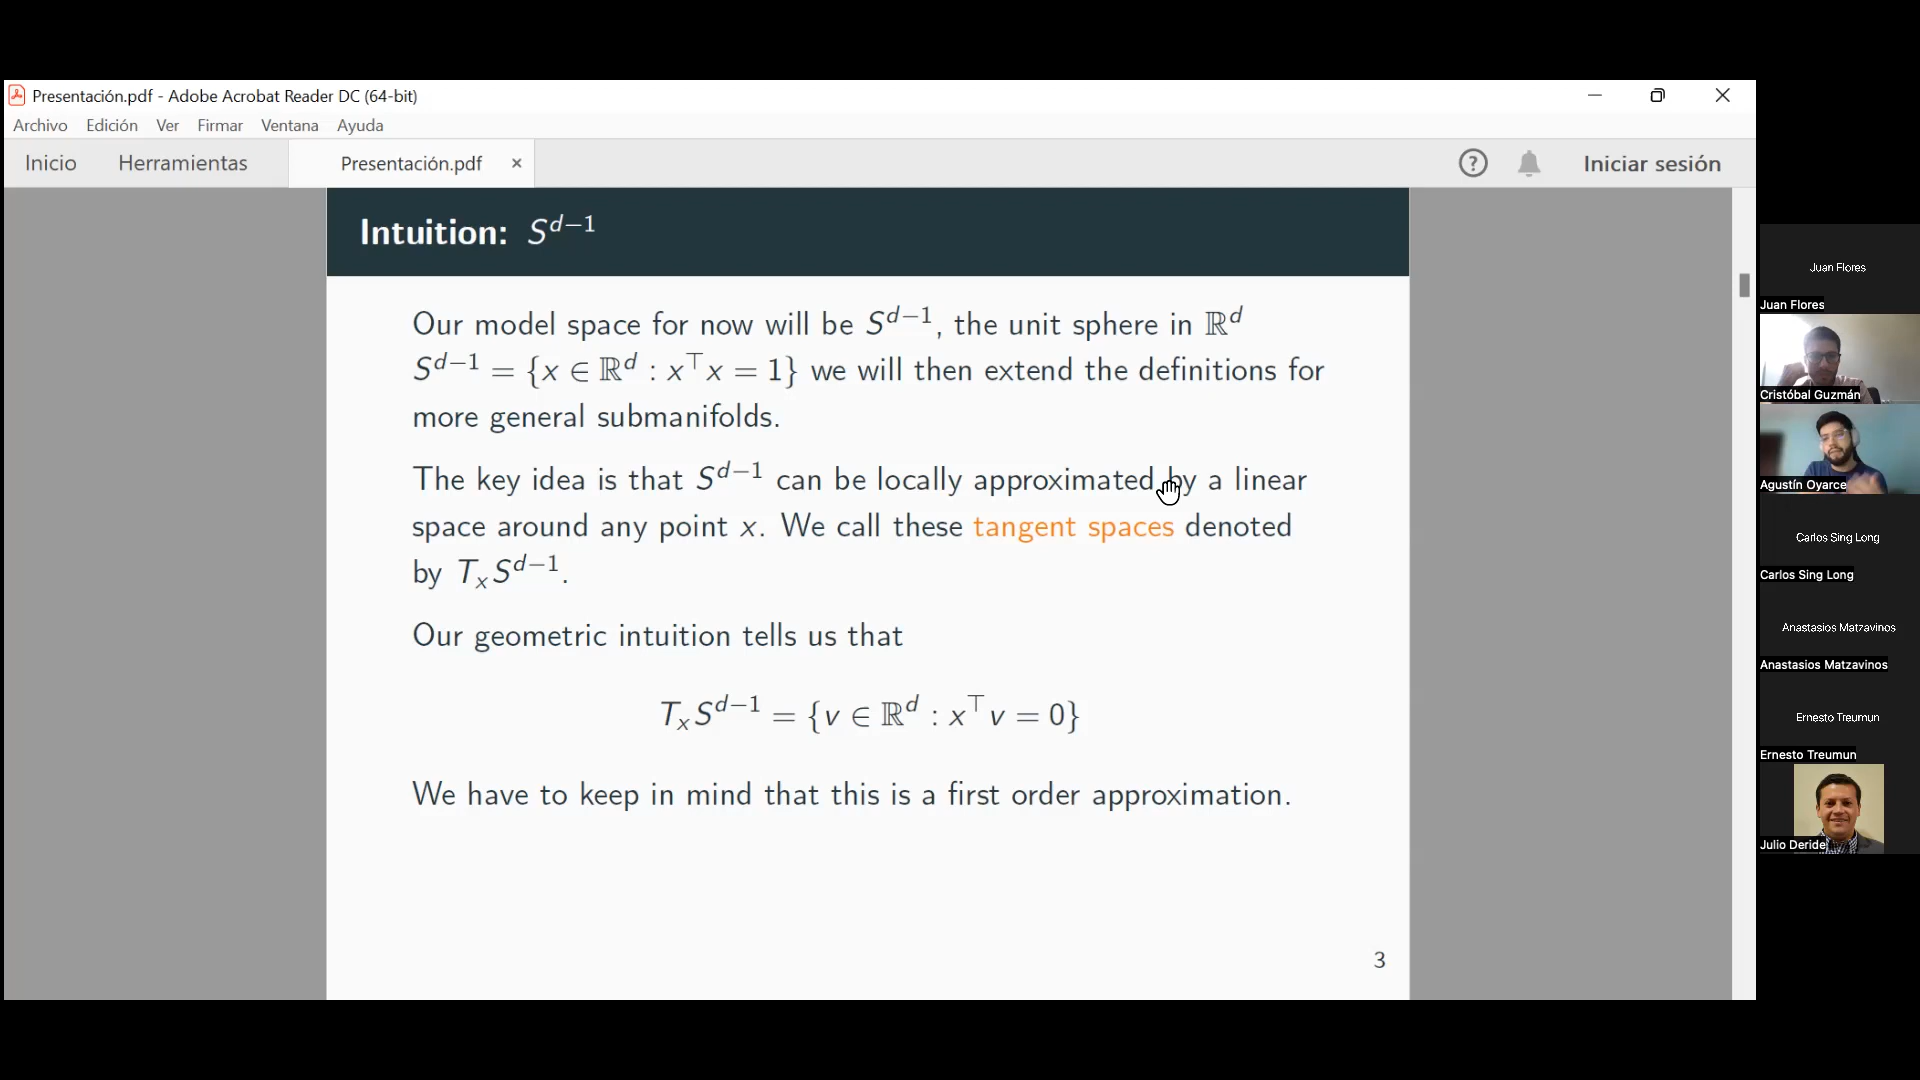 Presentación.pdf - Adobe Acrobat Reader DC (64-bit)
Archivo Edición Ver Firmar Ventana Ayuda
Inicio Herramientas Presentación.pdf × ? Iniciar sesión
Intuition: S^{d−1}
Our model space for now will be S^{d−1}, the unit sphere in ℝ^d
S^{d−1} = {x ∈ ℝ^d : x^⊤x = 1} we will then extend the definitions for
more general submanifolds.
The key idea is that S^{d−1} can be locally approximated by a linear
space around any point x. We call these tangent spaces denoted
by T_xS^{d−1}.
Our geometric intuition tells us that
T_xS^{d−1} = {v ∈ ℝ^d : x^⊤v = 0}
We have to keep in mind that this is a first order approximation.
3
Juan Flores
Juan Flores
Cristóbal Guzmán
Agustín Oyarce
Carlos Sing Long
Carlos Sing Long
Anastasios Matzavinos
Anastasios Matzavinos
Ernesto Treumun
Ernesto Treumun
Julio Deride